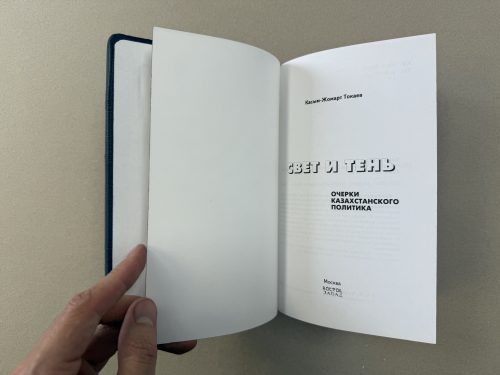 Касым-Жомарт Токаев
СВЕТ И ТЕНЬ
ОЧЕРКИ
КАЗАХСТАНСКОГО
ПОЛИТИКА
Москва
ВОСТОК
ЗАПАД